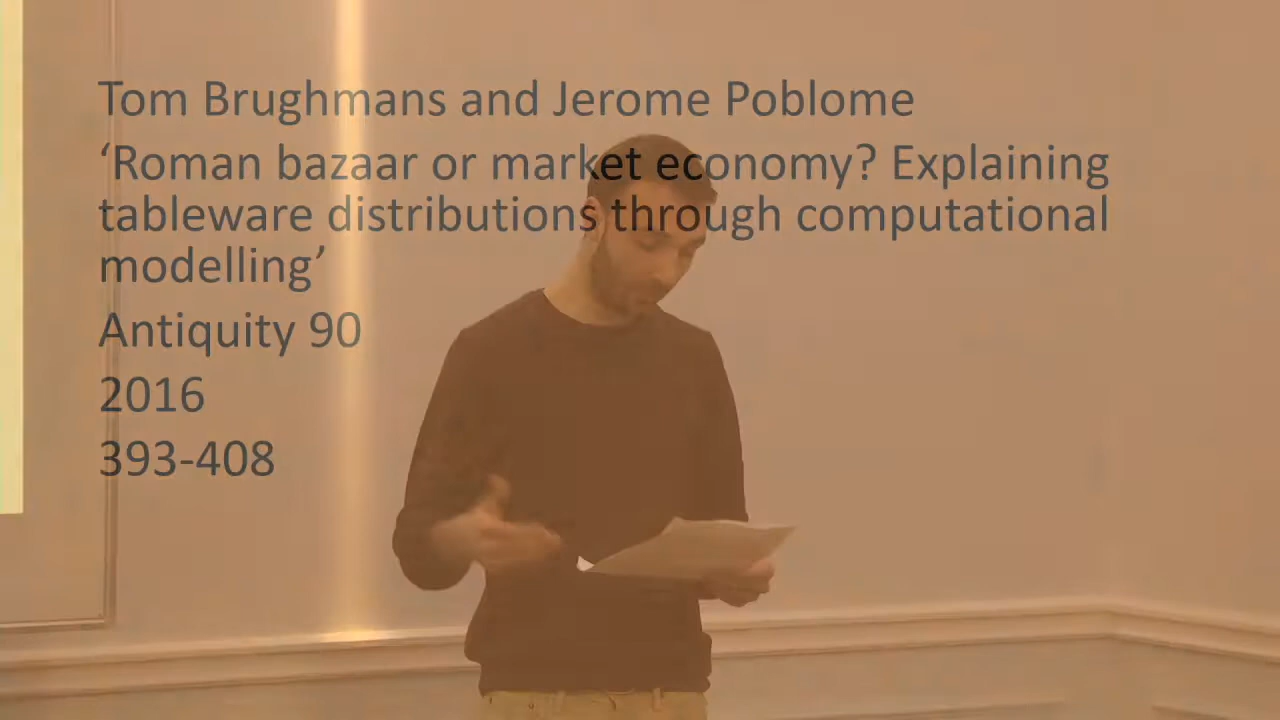 Tom Brughmans and Jerome Poblome
‘Roman bazaar or market economy? Explaining
tableware distributions through computational
modelling’
Antiquity 90
2016
393-408